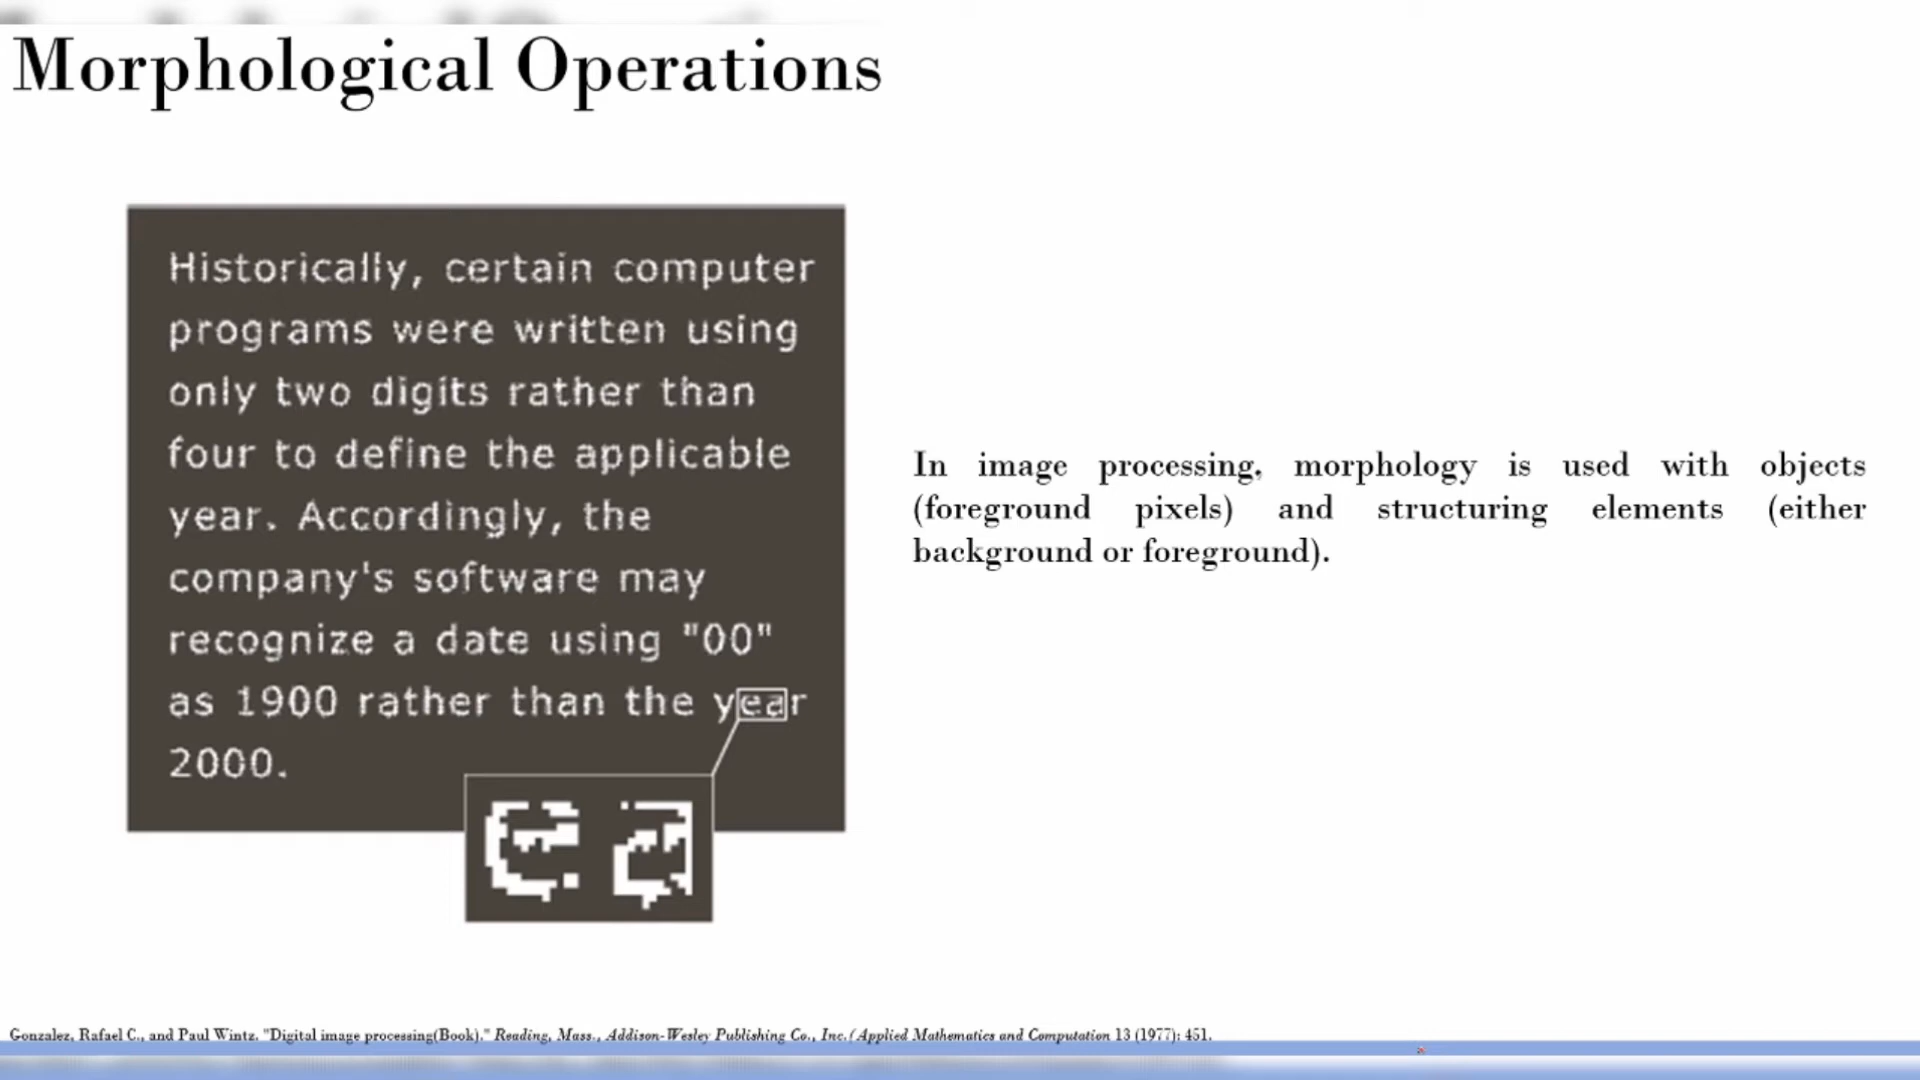 Morphological Operations
Historically, certain computer
programs were written using
only two digits rather than
four to define the applicable
year. Accordingly, the
company's software may
recognize a date using "00"
as 1900 rather than the year
2000.
ea
In image processing, morphology is used with objects
(foreground pixels) and structuring elements (either
background or foreground).
Gonzalez, Rafael C., and Paul Wintz. "Digital image processing(Book)." Reading, Mass., Addison-Wesley Publishing Co., Inc.(Applied Mathematics and Computation 13 (1977): 451.